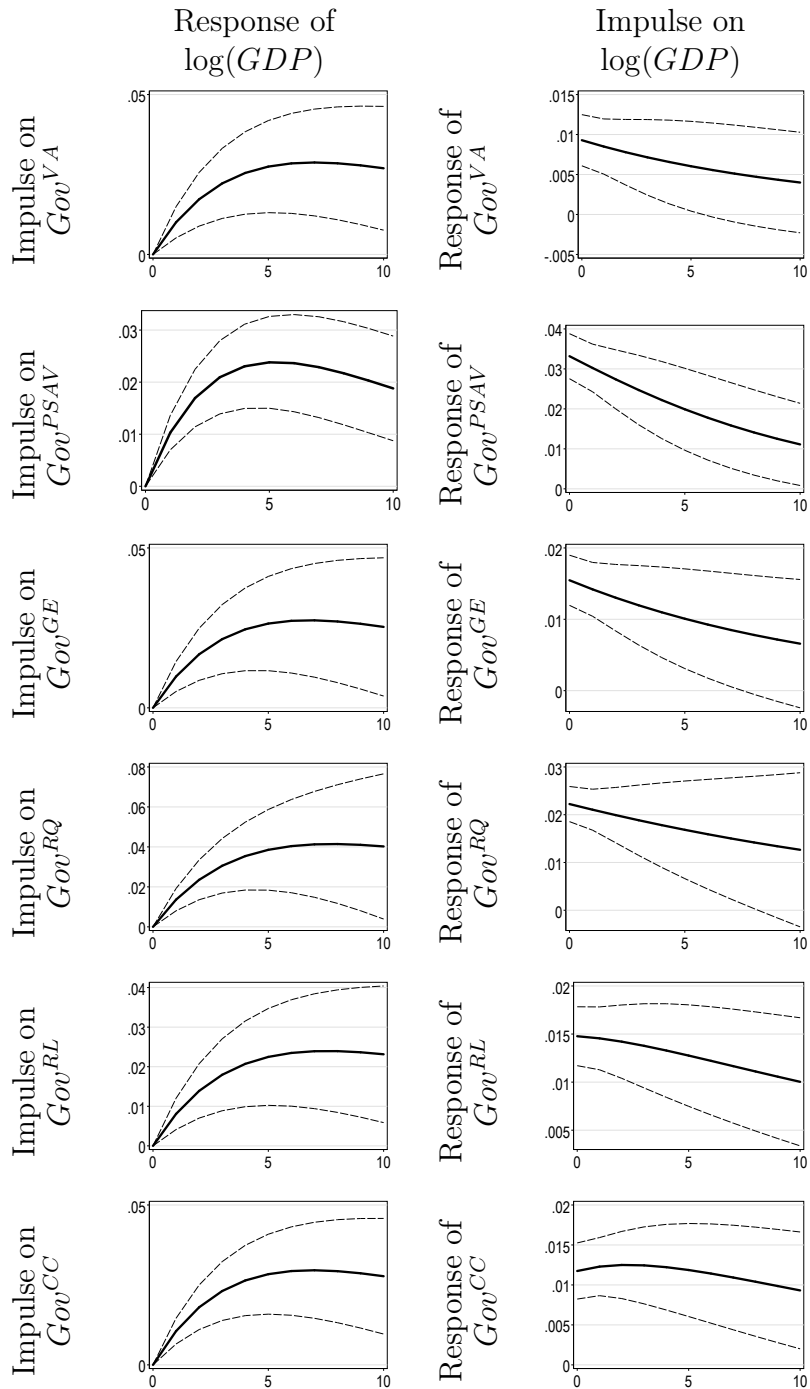 Response of
log(GDP)
Impulse on
log(GDP)
Impulse on
Gov^VA
.05
0
0 5 10
Response of
Gov^VA
.015
.01
.005
0
-.005
0 5 10
Impulse on
Gov^PSAV
.03
.02
.01
0
0 5 10
Response of
Gov^PSAV
.04
.03
.02
.01
0
0 5 10
Impulse on
Gov^GE
.05
0
0 5 10
Response of
Gov^GE
.02
.01
0
0 5 10
Impulse on
Gov^RQ
.08
.06
.04
.02
0
0 5 10
Response of
Gov^RQ
.03
.02
.01
0
0 5 10
Impulse on
Gov^RL
.04
.03
.02
.01
0
0 5 10
Response of
Gov^RL
.02
.015
.01
.005
0 5 10
Impulse on
Gov^CC
.05
0
0 5 10
Response of
Gov^CC
.02
.015
.01
.005
0
0 5 10